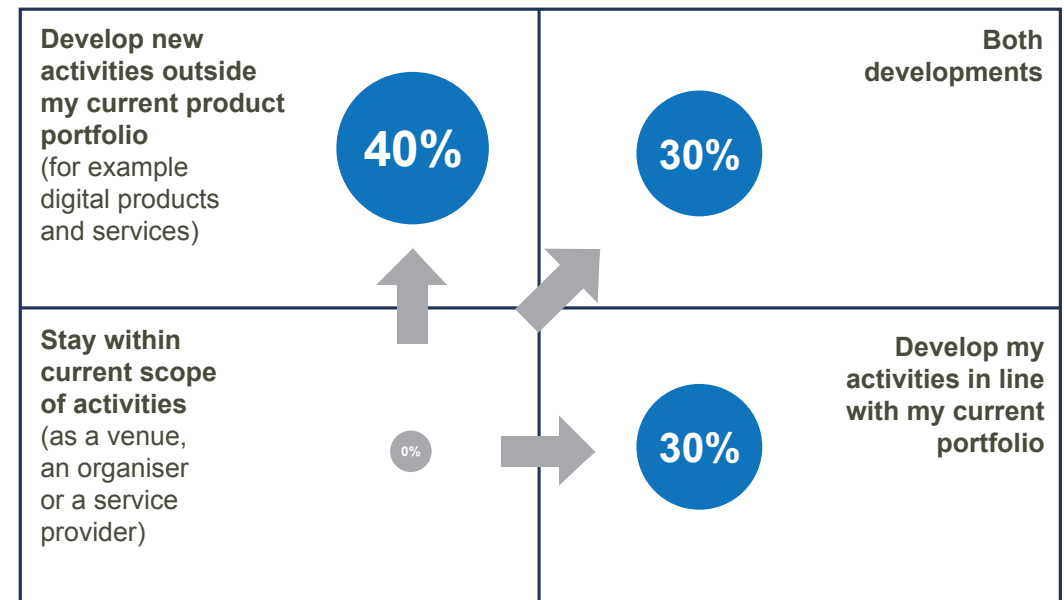 Develop new
activities outside
my current product
portfolio
(for example
digital products
and services)
40%
Both
developments
30%
Stay within
current scope
of activities
(as a venue,
an organiser
or a service
provider)
0%
Develop my
activities in line
with my current
portfolio
30%